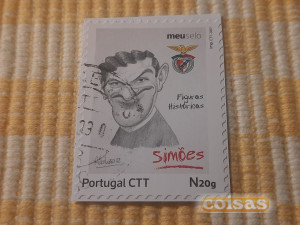 meuselo
Figuras
Históricas
Simões
Portugal CTT
N20g
coisas